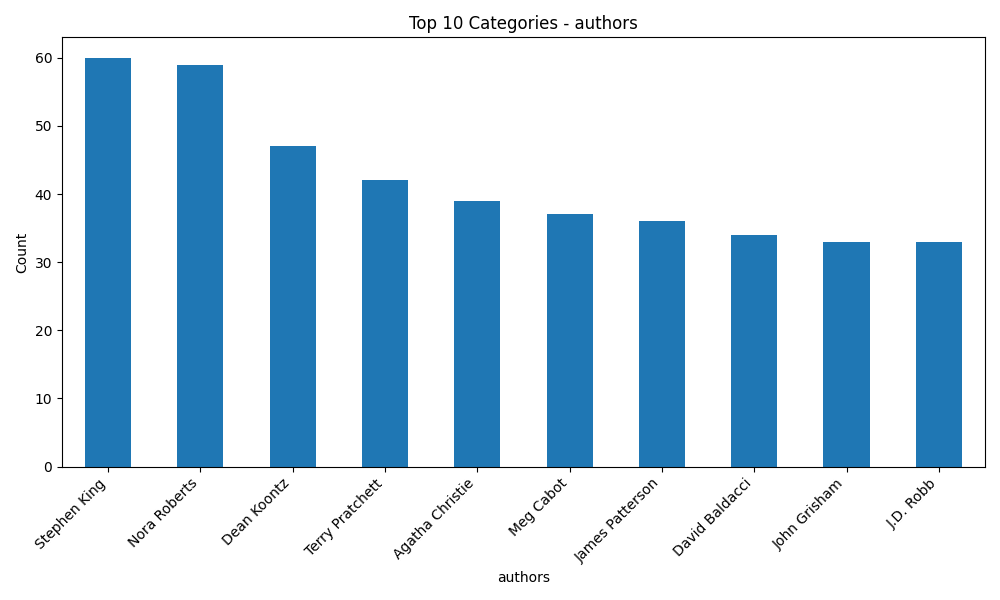 Top 10 Categories - authors
Count
60
50
40
30
20
10
0
Stephen King
Nora Roberts
Dean Koontz
Terry Pratchett
Agatha Christie
Meg Cabot
James Patterson
David Baldacci
John Grisham
J.D. Robb
authors